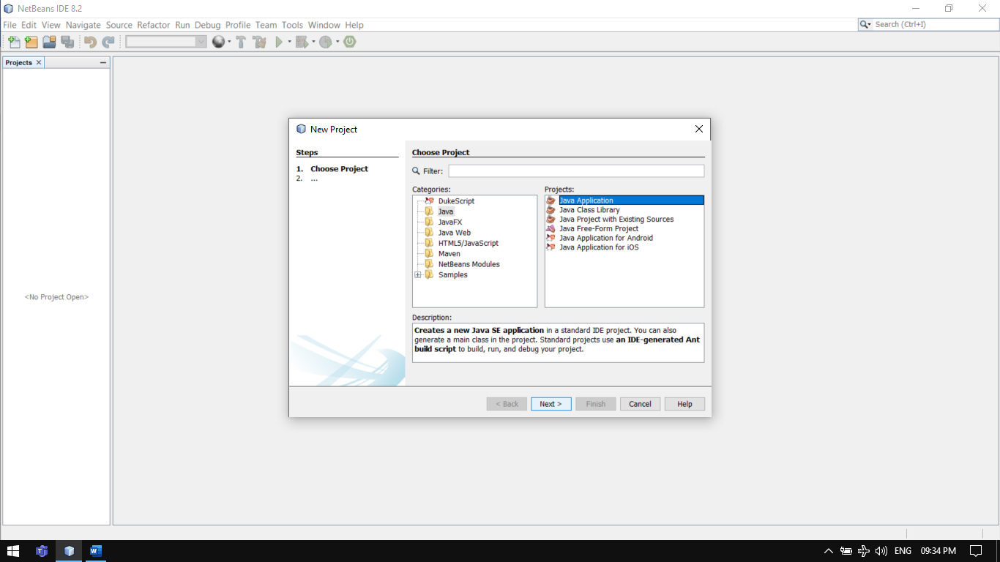 NetBeans IDE 8.2
File Edit View Navigate Source Refactor Run Debug Profile Team Tools Window Help
Search (Ctrl+I)
Projects
<No Project Open>
New Project
Steps
1. Choose Project
2. ...
Choose Project
Filter:
Categories:
DukeScript
Java
JavaFX
Java Web
HTML5/JavaScript
Maven
NetBeans Modules
Samples
Projects:
Java Application
Java Class Library
Java Project with Existing Sources
Java Free-Form Project
Java Application for Android
Java Application for iOS
Description:
Creates a new Java SE application in a standard IDE project. You can also
generate a main class in the project. Standard projects use an IDE-generated Ant
build script to build, run, and debug your project.
< Back Next > Finish Cancel Help
ENG 09:34 PM